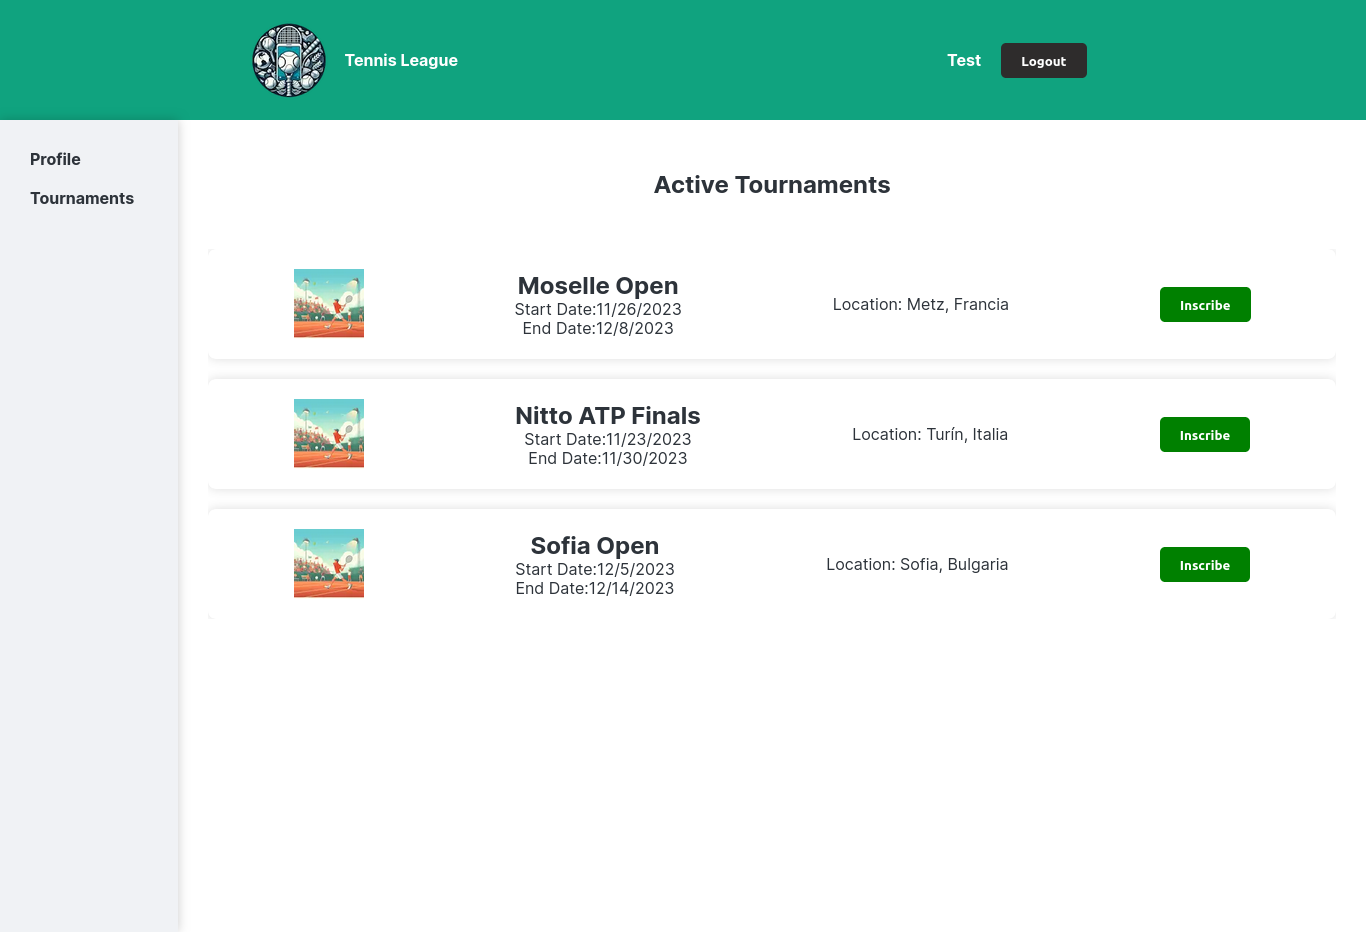 Tennis League
Test
Logout
Profile
Tournaments
Active Tournaments
Moselle Open
Start Date:11/26/2023
End Date:12/8/2023
Location: Metz, Francia
Inscribe
Nitto ATP Finals
Start Date:11/23/2023
End Date:11/30/2023
Location: Turín, Italia
Inscribe
Sofia Open
Start Date:12/5/2023
End Date:12/14/2023
Location: Sofia, Bulgaria
Inscribe